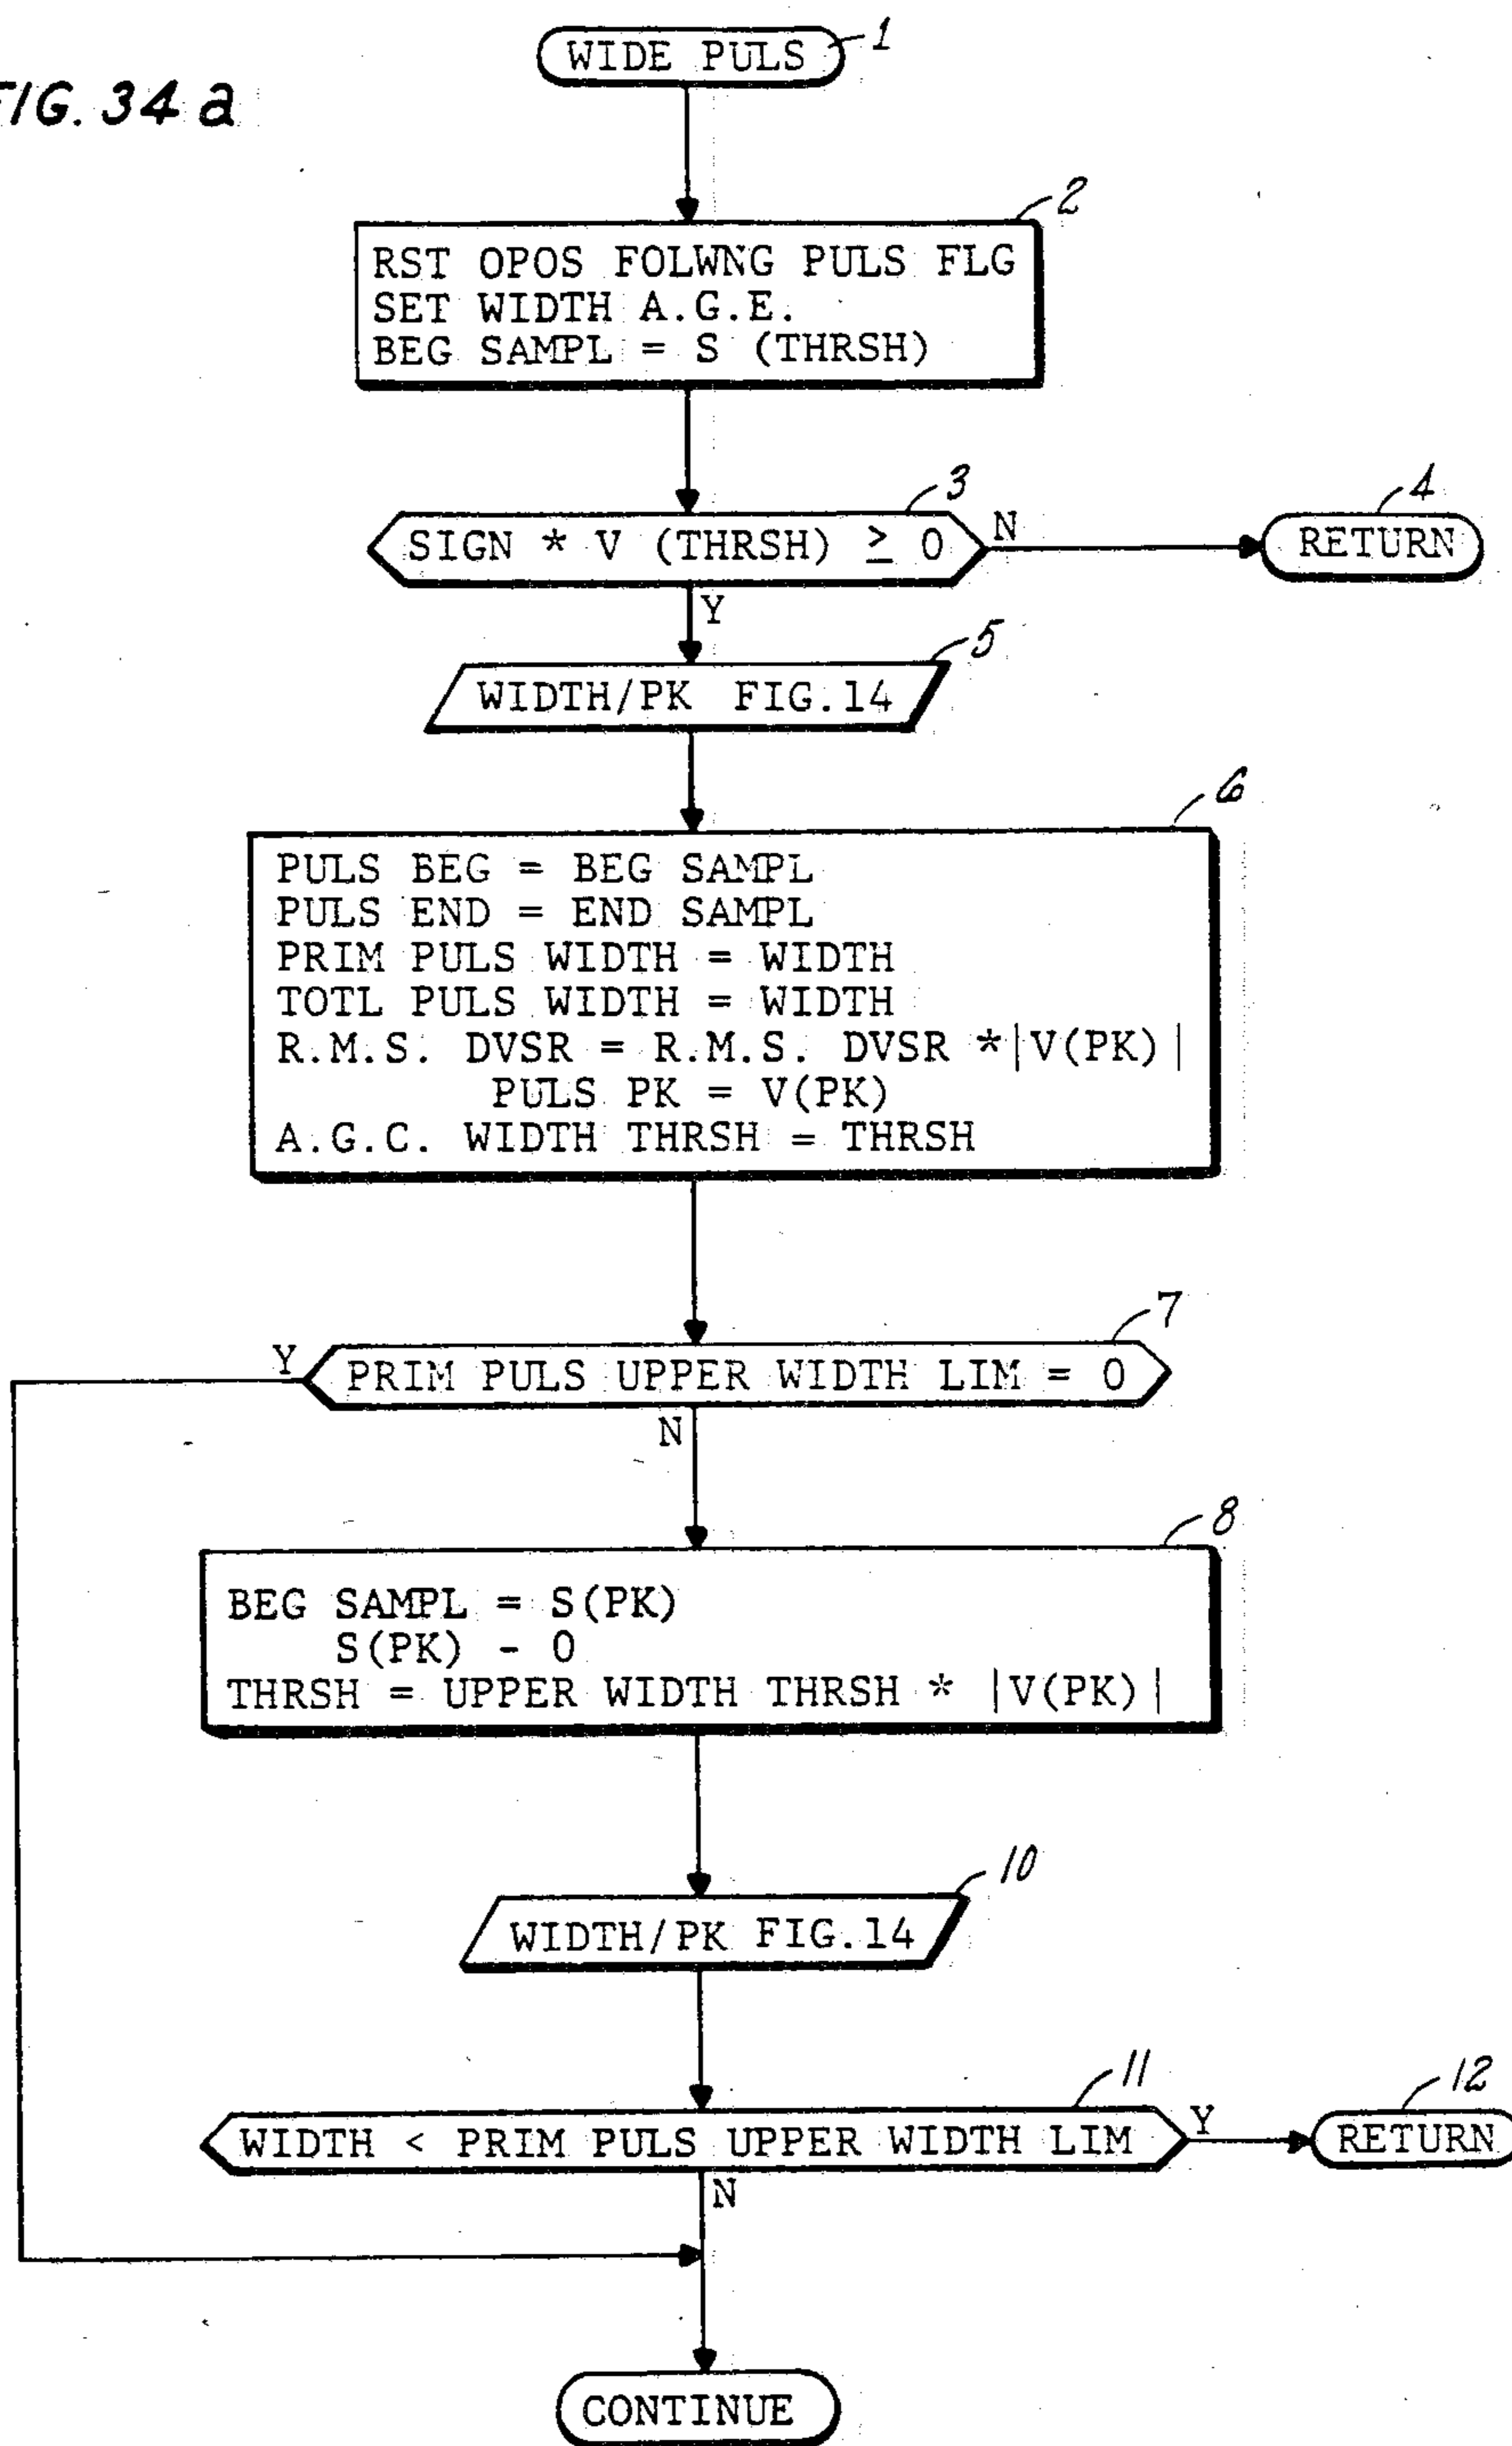 FIG. 34 a
WIDE PULS
1
2
RST OPOS FOLWNG PULS FLG
SET WIDTH A.G.E.
BEG SAMPL = S (THRSH)
3
SIGN * V (THRSH) ≥ 0
N
4
RETURN
Y
5
WIDTH/PK FIG.14
6
PULS BEG = BEG SAMPL
PULS END = END SAMPL
PRIM PULS WIDTH = WIDTH
TOTL PULS WIDTH = WIDTH
R.M.S. DVSR = R.M.S. DVSR *|V(PK)|
PULS PK = V(PK)
A.G.C. WIDTH THRSH = THRSH
7
Y
PRIM PULS UPPER WIDTH LIM = 0
N
8
BEG SAMPL = S(PK)
S(PK) - 0
THRSH = UPPER WIDTH THRSH * |V(PK)|
10
WIDTH/PK FIG.14
11
WIDTH < PRIM PULS UPPER WIDTH LIM
Y
12
RETURN
N
CONTINUE